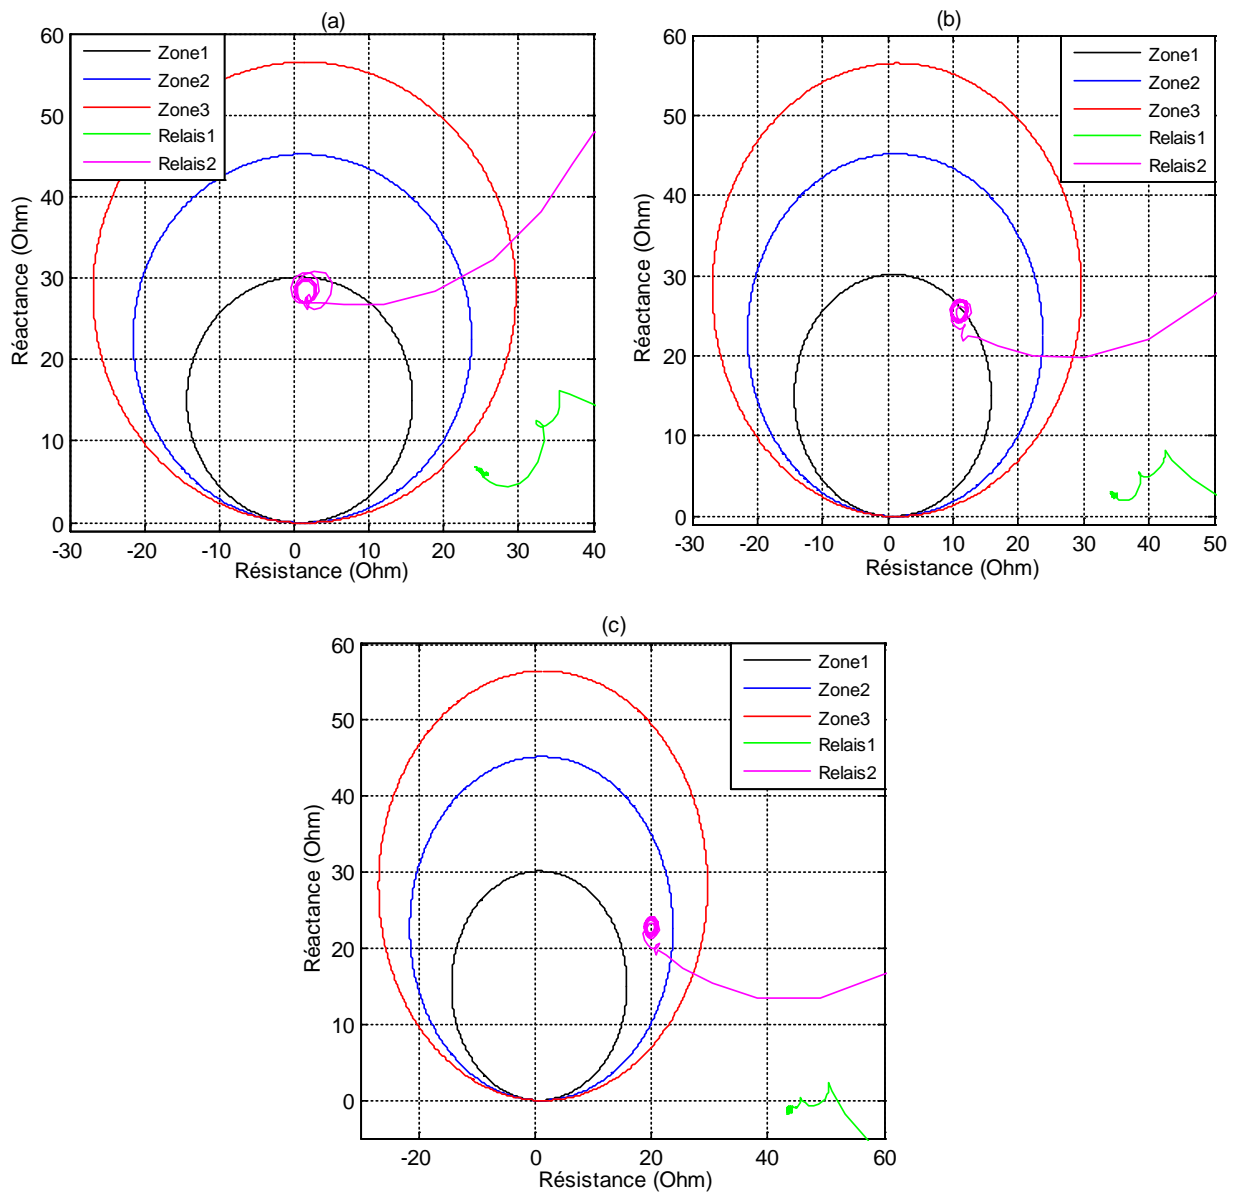 (a)
60
50
40
30
20
10
0
-30 -20 -10 0 10 20 30 40
Réactance (Ohm)
Résistance (Ohm)
Zone1
Zone2
Zone3
Relais1
Relais2
(b)
60
50
40
30
20
10
0
-30 -20 -10 0 10 20 30 40 50
Réactance (Ohm)
Résistance (Ohm)
Zone1
Zone2
Zone3
Relais1
Relais2
(c)
60
50
40
30
20
10
0
-20 0 20 40 60
Réactance (Ohm)
Résistance (Ohm)
Zone1
Zone2
Zone3
Relais1
Relais2